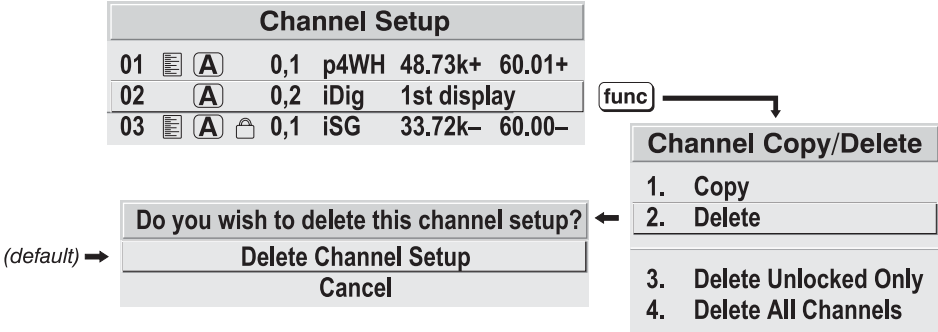 Channel Setup
01 A 0,1 p4WH 48.73k+ 60.01+
02 A 0,2 iDig 1st display
03 A 0,1 iSG 33.72k– 60.00–
func
Channel Copy/Delete
1. Copy
2. Delete
3. Delete Unlocked Only
4. Delete All Channels
Do you wish to delete this channel setup?
(default) Delete Channel Setup
Cancel